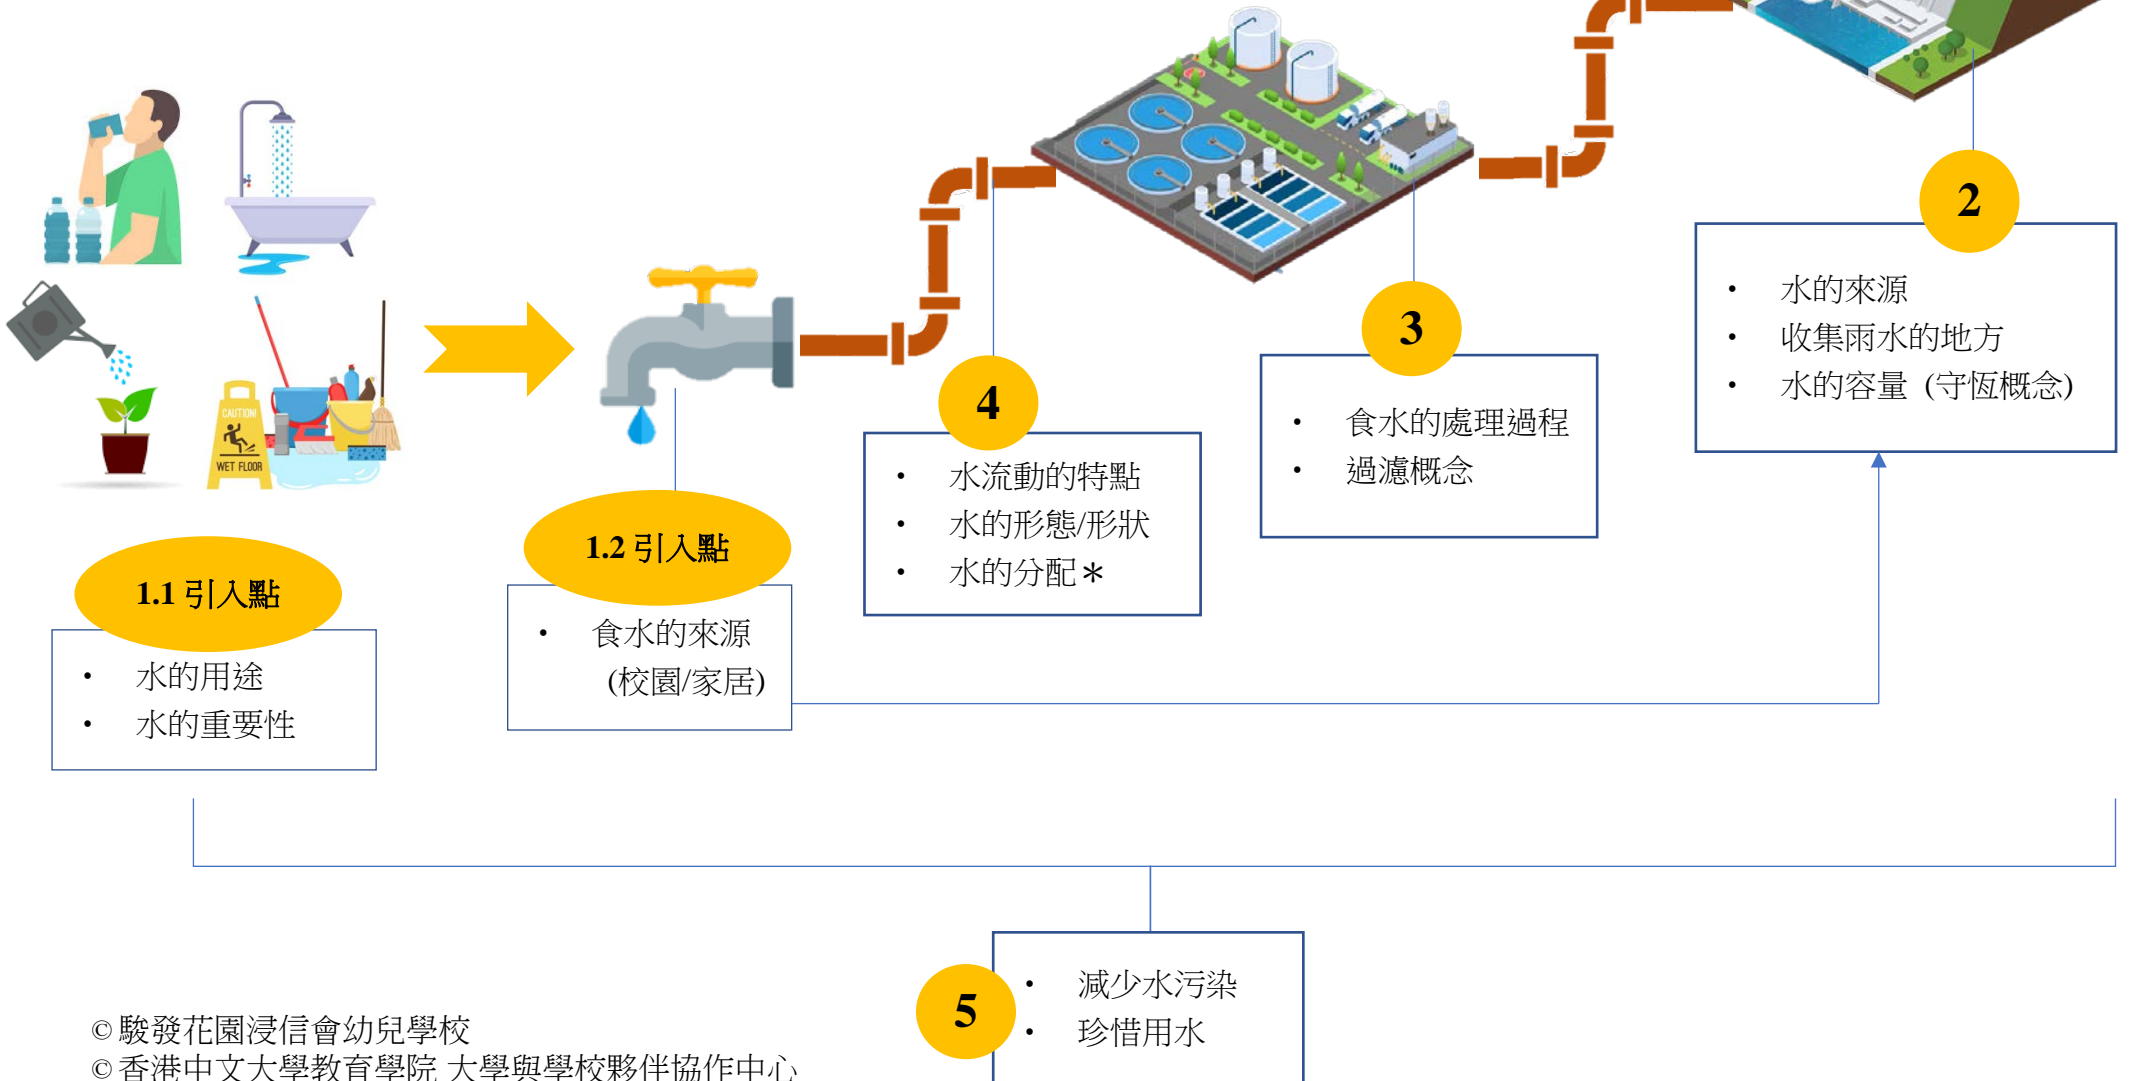 2
• 水的來源
• 收集雨水的地方
• 水的容量 (守恆概念)
3
• 食水的處理過程
• 過濾概念
4
• 水流動的特點
• 水的形態/形狀
• 水的分配＊
1.2 引入點
• 食水的來源
(校園/家居)
CAUTION!
WET FLOOR
1.1 引入點
• 水的用途
• 水的重要性
5
• 減少水污染
• 珍惜用水
© 駿發花園浸信會幼兒學校
© 香港中文大學教育學院 大學與學校夥伴協作中心